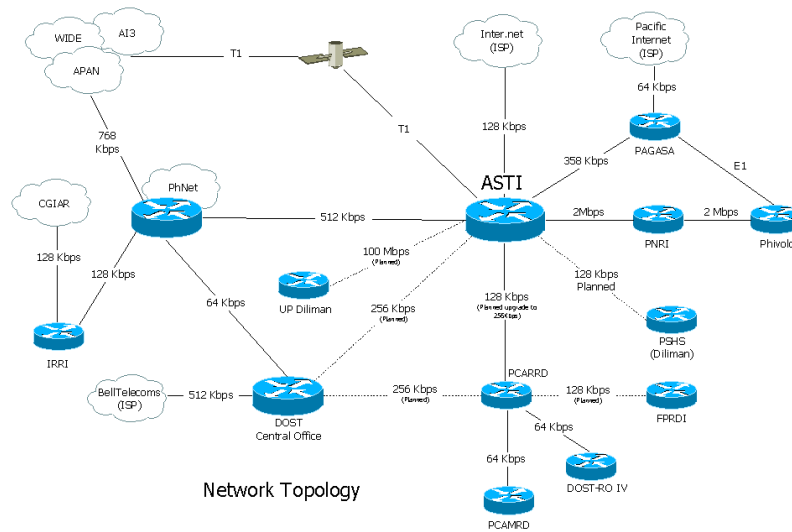 AI3
WIDE
APAN
T1
Inter.net
(ISP)
Pacific
Internet
(ISP)
64 Kbps
768
Kbps
T1
128 Kbps
PAGASA
358 Kbps
E1
PhNet
ASTI
CGIAR
512 Kbps
2Mbps
2 Mbps
PNRI
Phivolc
128 Kbps
128 Kbps
100 Mbps
(Planned)
UP Diliman
64 Kbps
256 Kbps
(Planned)
128 Kbps
(Planned upgrade to
256Kbps)
128 Kbps
Planned
PSHS
(Diliman)
IRRI
PCARRD
BellTelecoms
(ISP)
512 Kbps
DOST
Central Office
256 Kbps
(Planned)
128 Kbps
(Planned)
FPRDI
64 Kbps
64 Kbps
DOST-RO IV
PCAMRD
Network Topology